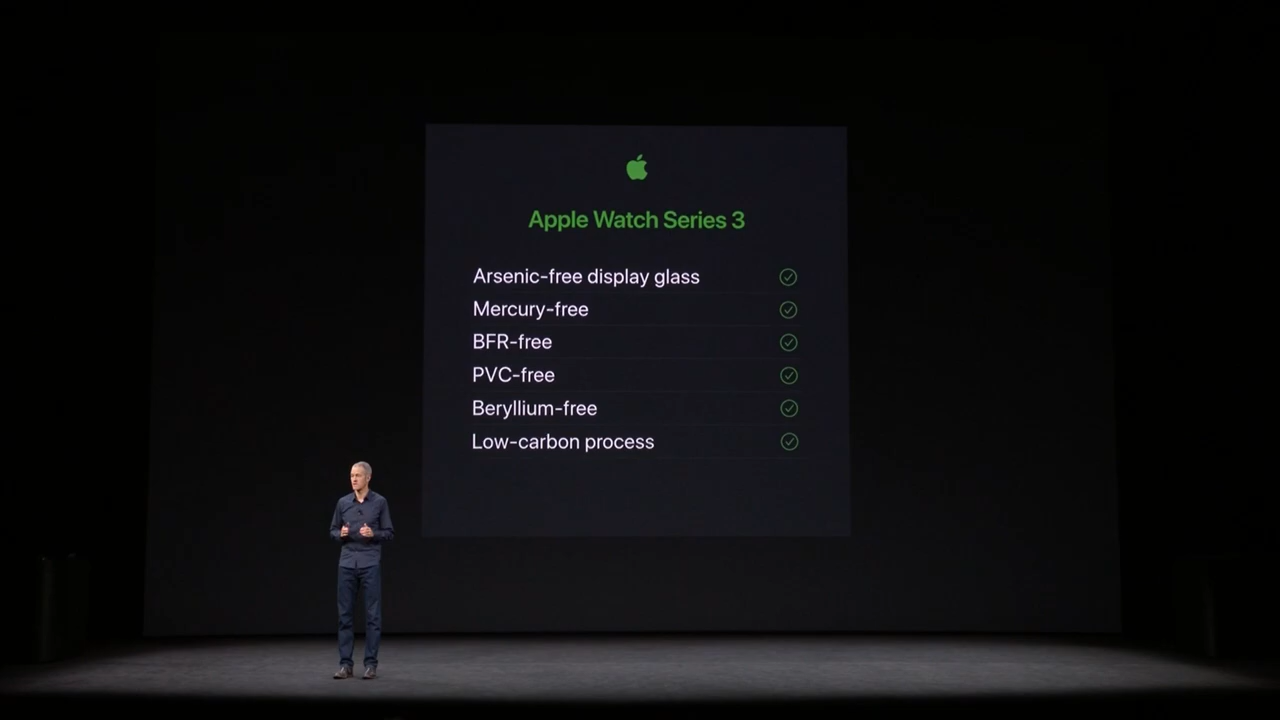 Apple Watch Series 3
Arsenic-free display glass
Mercury-free
BFR-free
PVC-free
Beryllium-free
Low-carbon process